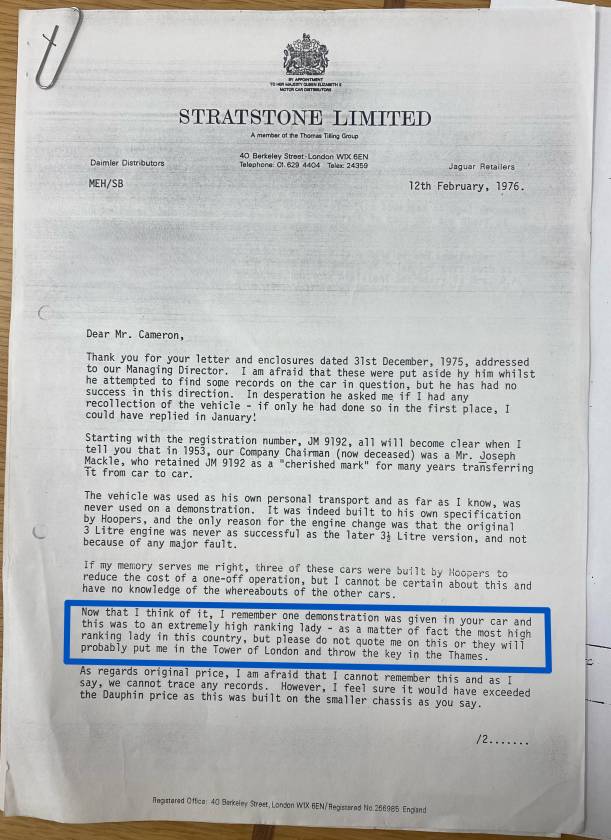 BY APPOINTMENT
TO HER MAJESTY QUEEN ELIZABETH II
MOTOR CAR DISTRIBUTORS
STRATSTONE LIMITED
A member of the Thomas Tilling Group
40 Berkeley Street·London W1X 6EN
Daimler Distributors
Telephone: 01.629 4404 Telex: 24359
Jaguar Retailers
MEH/SB
12th February, 1976.
Dear Mr. Cameron,
Thank you for your letter and enclosures dated 31st December, 1975, addressed
to our Managing Director. I am afraid that these were put aside hy him whilst
he attempted to find some records on the car in question, but he has had no
success in this direction. In desperation he asked me if I had any
recollection of the vehicle - if only he had done so in the first place, I
could have replied in January!
Starting with the registration number, JM 9192, all will become clear when I
tell you that in 1953, our Company Chairman (now deceased) was a Mr. Joseph
Mackle, who retained JM 9192 as a "cherished mark" for many years transferring
it from car to car.
The vehicle was used as his own personal transport and as far as I know, was
never used on a demonstration. It was indeed built to his own specification
by Hoopers, and the only reason for the engine change was that the original
3 Litre engine was never as successful as the later 3½ Litre version, and not
because of any major fault.
If my memory serves me right, three of these cars were built by Hoopers to
reduce the cost of a one-off operation, but I cannot be certain about this and
have no knowledge of the whereabouts of the other cars.
Now that I think of it, I remember one demonstration was given in your car and
this was to an extremely high ranking lady - as a matter of fact the most high
ranking lady in this country, but please do not quote me on this or they will
probably put me in the Tower of London and throw the key in the Thames.
As regards original price, I am afraid that I cannot remember this and as I
say, we cannot trace any records. However, I feel sure it would have exceeded
the Dauphin price as this was built on the smaller chassis as you say.
/2.......
Registered Office: 40 Berkeley Street, London W1X 6EN/Registered No.256985 England